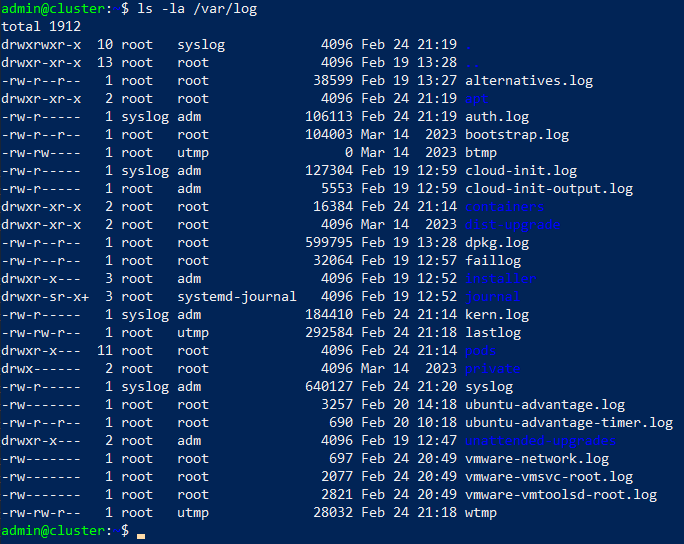 admin@cluster:~$ ls -la /var/log
total 1912
drwxrwxr-x  10 root   syslog            4096 Feb 24 21:19 .
drwxr-xr-x  13 root   root              4096 Feb 19 13:28 ..
-rw-r--r--   1 root   root             38599 Feb 19 13:27 alternatives.log
drwxr-xr-x   2 root   root              4096 Feb 24 21:19 apt
-rw-r-----   1 syslog adm             106113 Feb 24 21:19 auth.log
-rw-r--r--   1 root   root            104003 Mar 14  2023 bootstrap.log
-rw-rw----   1 root   utmp                 0 Mar 14  2023 btmp
-rw-r-----   1 syslog adm             127304 Feb 19 12:59 cloud-init.log
-rw-r-----   1 root   adm               5553 Feb 19 12:59 cloud-init-output.log
drwxr-xr-x   2 root   root             16384 Feb 24 21:14 containers
drwxr-xr-x   2 root   root              4096 Mar 14  2023 dist-upgrade
-rw-r--r--   1 root   root            599795 Feb 19 13:28 dpkg.log
-rw-r--r--   1 root   root             32064 Feb 19 12:57 faillog
drwxr-x---   3 root   adm               4096 Feb 19 12:52 installer
drwxr-sr-x+  3 root   systemd-journal   4096 Feb 19 12:52 journal
-rw-r-----   1 syslog adm             184410 Feb 24 21:14 kern.log
-rw-rw-r--   1 root   utmp            292584 Feb 24 21:18 lastlog
drwxr-x---  11 root   root              4096 Feb 24 21:14 pods
drwx------   2 root   root              4096 Mar 14  2023 private
-rw-r-----   1 syslog adm             640127 Feb 24 21:20 syslog
-rw-------   1 root   root              3257 Feb 20 14:18 ubuntu-advantage.log
-rw-r--r--   1 root   root               690 Feb 20 10:18 ubuntu-advantage-timer.log
drwxr-x---   2 root   adm               4096 Feb 19 12:47 unattended-upgrades
-rw-------   1 root   root               697 Feb 24 20:49 vmware-network.log
-rw-------   1 root   root              2077 Feb 24 20:49 vmware-vmsvc-root.log
-rw-------   1 root   root              2821 Feb 24 20:49 vmware-vmtoolsd-root.log
-rw-rw-r--   1 root   utmp             28032 Feb 24 21:18 wtmp
admin@cluster:~$